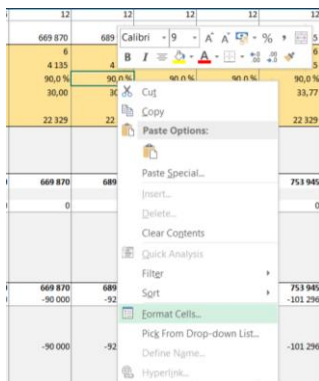 12 12 12 12 12
669 870 689 Calibri 9 A A % , 5
6 6
4 135 4 B I A 5
90,0 % 90,0 % 90,0 % 90,0 % 90,0 %
30,00 30 Cut 33,77
Copy
22 329 22 Paste Options: 22 329
Paste Special...
669 870 689 Insert... 753 945
0 Delete... 0
Clear Contents
Quick Analysis
Filter
669 870 689 Sort 753 945
-90 000 -92 -101 296
Format Cells...
-90 000 -92 Pick From Drop-down List... -101 296
Define Name...
Hyperlink...